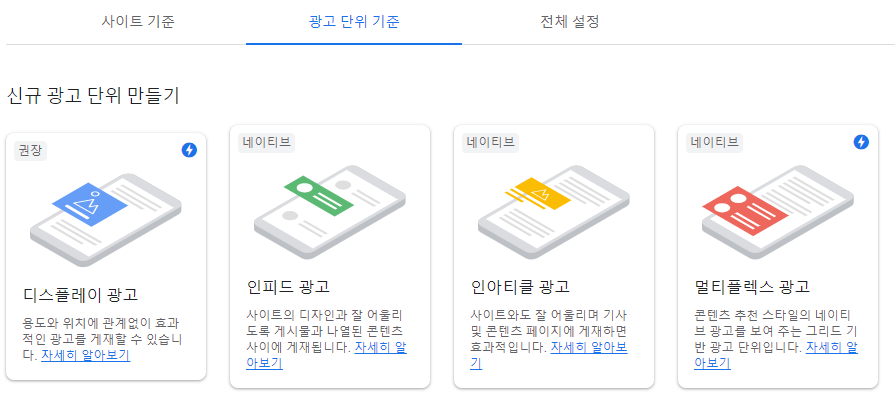 사이트 기준
광고 단위 기준
전체 설정
신규 광고 단위 만들기
권장
디스플레이 광고
용도와 위치에 관계없이 효과
적인 광고를 게재할 수 있습니
다. 자세히 알아보기
네이티브
인피드 광고
사이트의 디자인과 잘 어울리
도록 게시물과 나열된 콘텐츠
사이에 게재됩니다. 자세히 알
아보기
네이티브
인아티클 광고
사이트와도 잘 어울리며 기사
및 콘텐츠 페이지에 게재하면
효과적입니다. 자세히 알아보
기
네이티브
멀티플렉스 광고
콘텐츠 추천 스타일의 네이티
브 광고를 보여 주는 그리드 기
반 광고 단위입니다. 자세히 알
아보기